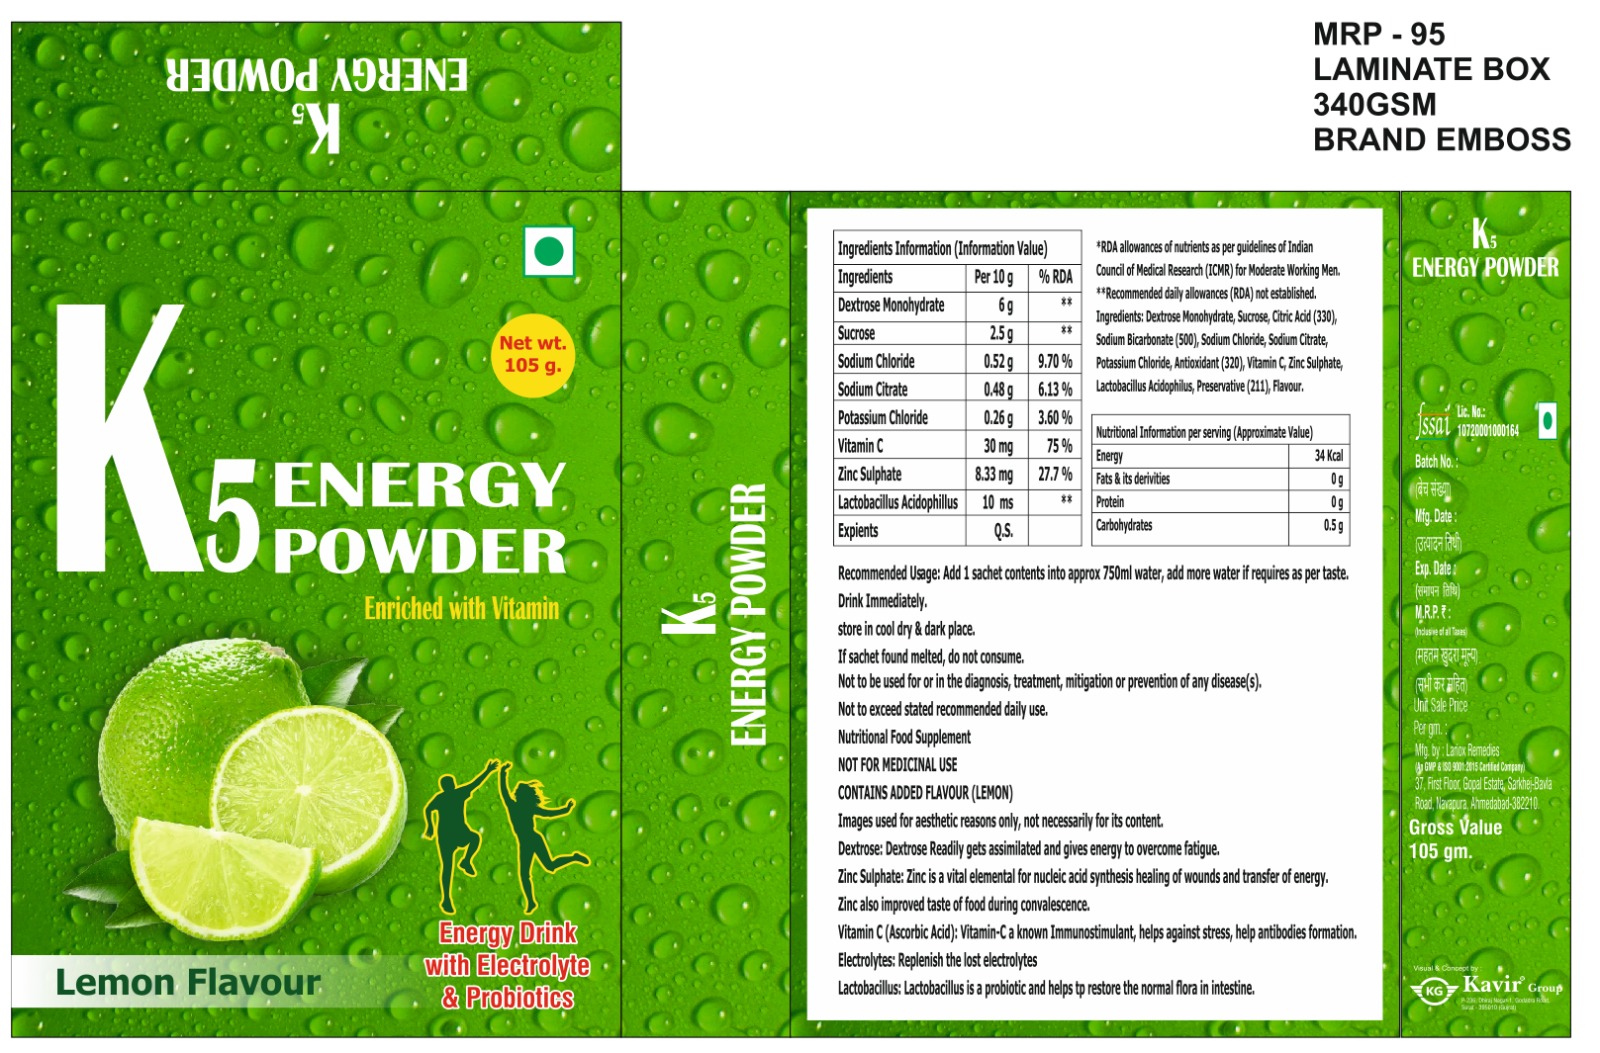 MRP - 95
LAMINATE BOX
340GSM
BRAND EMBOSS
K5
ENERGY POWDER
Net wt.
105 g.
K5 ENERGY
POWDER
Enriched with Vitamin
Energy Drink
with Electrolyte
& Probiotics
Lemon Flavour
K5
ENERGY POWDER
Ingredients Information (Information Value)
Ingredients Per 10 g % RDA
Dextrose Monohydrate 6 g **
Sucrose 2.5 g **
Sodium Chloride 0.52 g 9.70 %
Sodium Citrate 0.48 g 6.13 %
Potassium Chloride 0.26 g 3.60 %
Vitamin C 30 mg 75 %
Zinc Sulphate 8.33 mg 27.7 %
Lactobacillus Acidophillus 10 ms **
Expients Q.S.
*RDA allowances of nutrients as per guidelines of Indian
Council of Medical Research (ICMR) for Moderate Working Men.
**Recommended daily allowances (RDA) not established.
Ingredients: Dextrose Monohydrate, Sucrose, Citric Acid (330),
Sodium Bicarbonate (500), Sodium Chloride, Sodium Citrate,
Potassium Chloride, Antioxidant (320), Vitamin C, Zinc Sulphate,
Lactobacillus Acidophilus, Preservative (211), Flavour.
Nutritional Information per serving (Approximate Value)
Energy 34 Kcal
Fats & its derivities 0 g
Protein 0 g
Carbohydrates 0.5 g
Recommended Usage: Add 1 sachet contents into approx 750ml water, add more water if requires as per taste.
Drink Immediately.
store in cool dry & dark place.
If sachet found melted, do not consume.
Not to be used for or in the diagnosis, treatment, mitigation or prevention of any disease(s).
Not to exceed stated recommended daily use.
Nutritional Food Supplement
NOT FOR MEDICINAL USE
CONTAINS ADDED FLAVOUR (LEMON)
Images used for aesthetic reasons only, not necessarily for its content.
Dextrose: Dextrose Readily gets assimilated and gives energy to overcome fatigue.
Zinc Sulphate: Zinc is a vital elemental for nucleic acid synthesis healing of wounds and transfer of energy.
Zinc also improved taste of food during convalescence.
Vitamin C (Ascorbic Acid): Vitamin-C a known Immunostimulant, helps against stress, help antibodies formation.
Electrolytes: Replenish the lost electrolytes
Lactobacillus: Lactobacillus is a probiotic and helps tp restore the normal flora in intestine.
K5
ENERGY POWDER
fssai Lic. No.:
10720001000164
Batch No. :
(बेच संख्या)
Mfg. Date :
(उत्पादन तिथी)
Exp. Date :
(समापन तिथि)
M.R.P. ₹ :
(Inclusive of all Taxes)
(महतम खुदरा मूल्य)
(सभी कर सहित)
Unit Sale Price
Per gm. :
Mfg. by : Lariox Remedies
(An GMP & ISO 9001:2015 Certified Company)
37, First Floor, Gopal Estate, Sarkhej-Bavla
Road, Navapura, Ahmedabad-382210
Gross Value
105 gm.
Visual & Concept by :
KG Kavir® Group